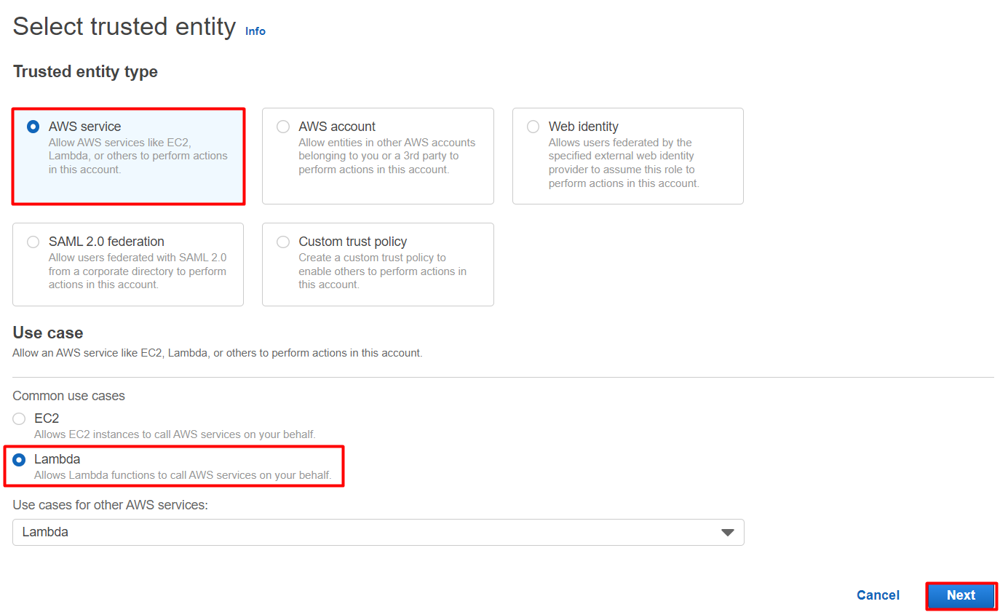 Select trusted entity Info
Trusted entity type
AWS service
Allow AWS services like EC2,
Lambda, or others to perform actions
in this account.
AWS account
Allow entities in other AWS accounts
belonging to you or a 3rd party to
perform actions in this account.
Web identity
Allows users federated by the
specified external web identity
provider to assume this role to
perform actions in this account.
SAML 2.0 federation
Allow users federated with SAML 2.0
from a corporate directory to perform
actions in this account.
Custom trust policy
Create a custom trust policy to
enable others to perform actions in
this account.
Use case
Allow an AWS service like EC2, Lambda, or others to perform actions in this account.
Common use cases
EC2
Allows EC2 instances to call AWS services on your behalf.
Lambda
Allows Lambda functions to call AWS services on your behalf.
Use cases for other AWS services:
Lambda
Cancel Next